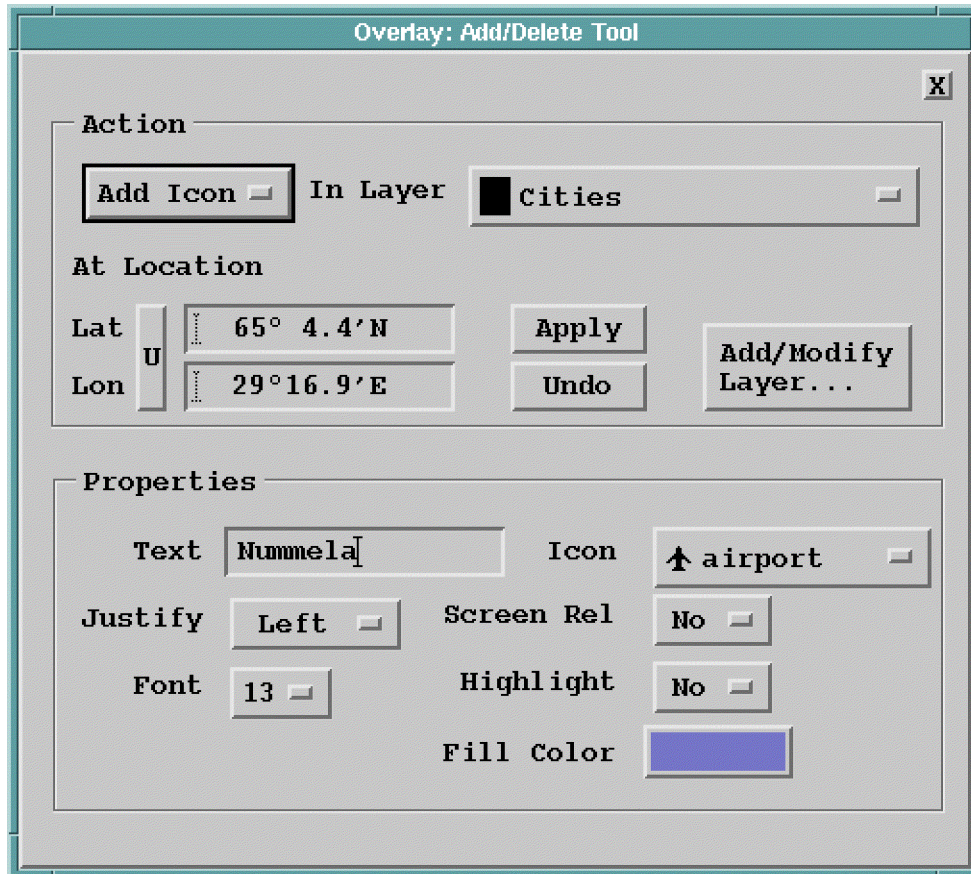 Overlay: Add/Delete Tool
X
Action
Add Icon In Layer Cities
At Location
Lat U 65° 4.4'N Apply
Lon 29°16.9'E Undo
Add/Modify
Layer...
Properties
Text Nummela Icon airport
Justify Left Screen Rel No
Font 13 Highlight No
Fill Color